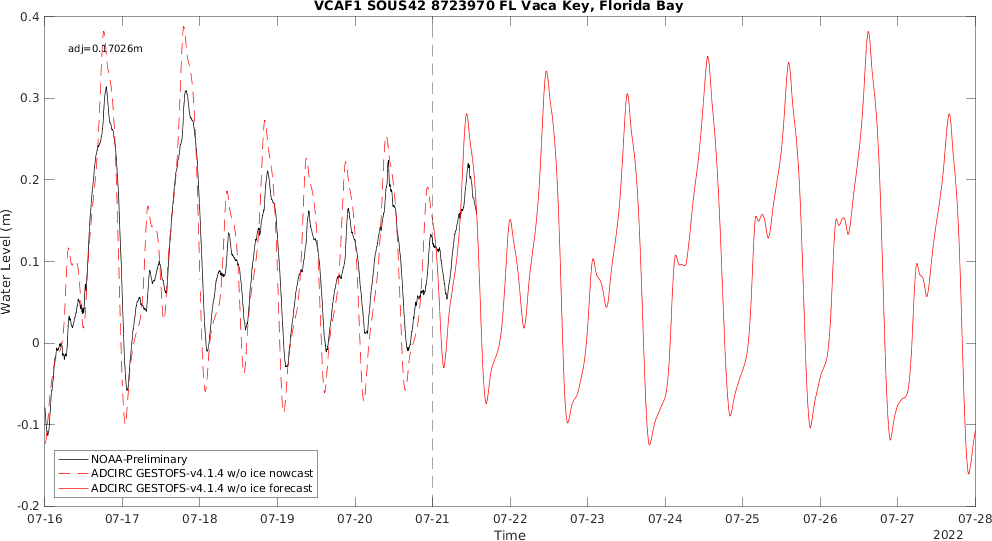 VCAF1 SOUS42 8723970 FL Vaca Key, Florida Bay
adj=0.17026m
Water Level (m)
0.4
0.3
0.2
0.1
0
-0.1
-0.2
NOAA-Preliminary
ADCIRC GESTOFS-v4.1.4 w/o ice nowcast
ADCIRC GESTOFS-v4.1.4 w/o ice forecast
07-16 07-17 07-18 07-19 07-20 07-21 07-22 07-23 07-24 07-25 07-26 07-27 07-28
Time
2022